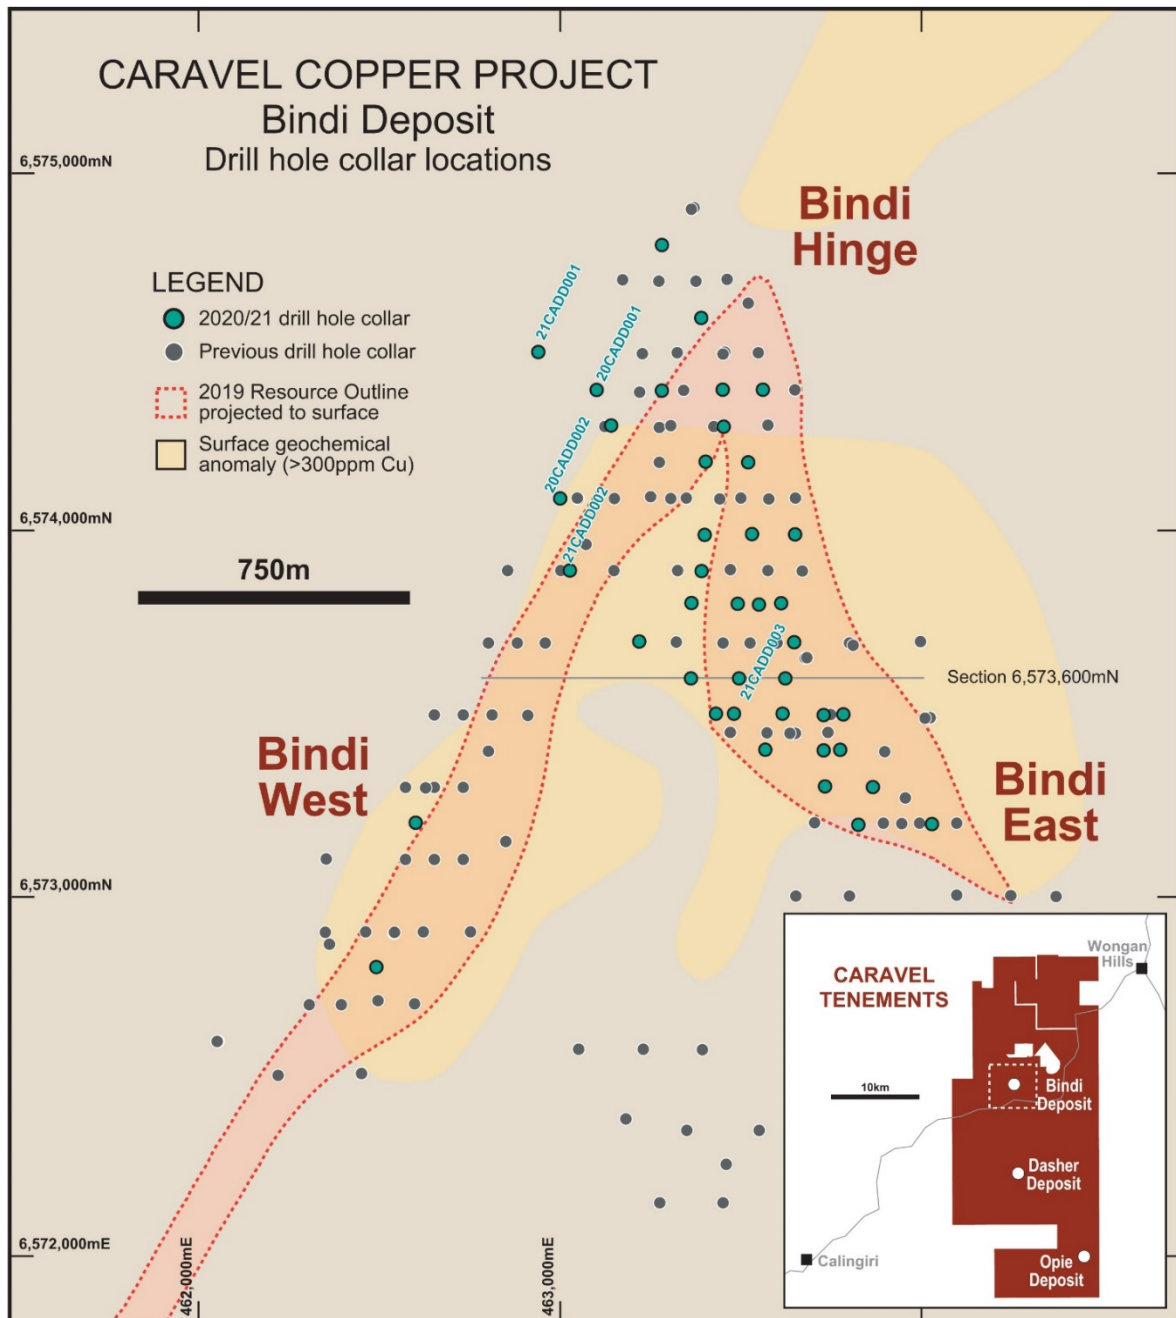 CARAVEL COPPER PROJECT
Bindi Deposit
Drill hole collar locations
6,575,000mN
Bindi
Hinge
LEGEND
2020/21 drill hole collar
Previous drill hole collar
2019 Resource Outline
projected to surface
Surface geochemical
anomaly (>300ppm Cu)
21CADD001
20CADD001
20CADD002
21CADD002
6,574,000mN
750m
21CADD003
Section 6,573,600mN
Bindi
West
Bindi
East
6,573,000mN
CARAVEL
TENEMENTS
Wongan
Hills
10km
Bindi
Deposit
Dasher
Deposit
Opie
Deposit
Calingiri
6,572,000mE
462,000mE
463,000mE